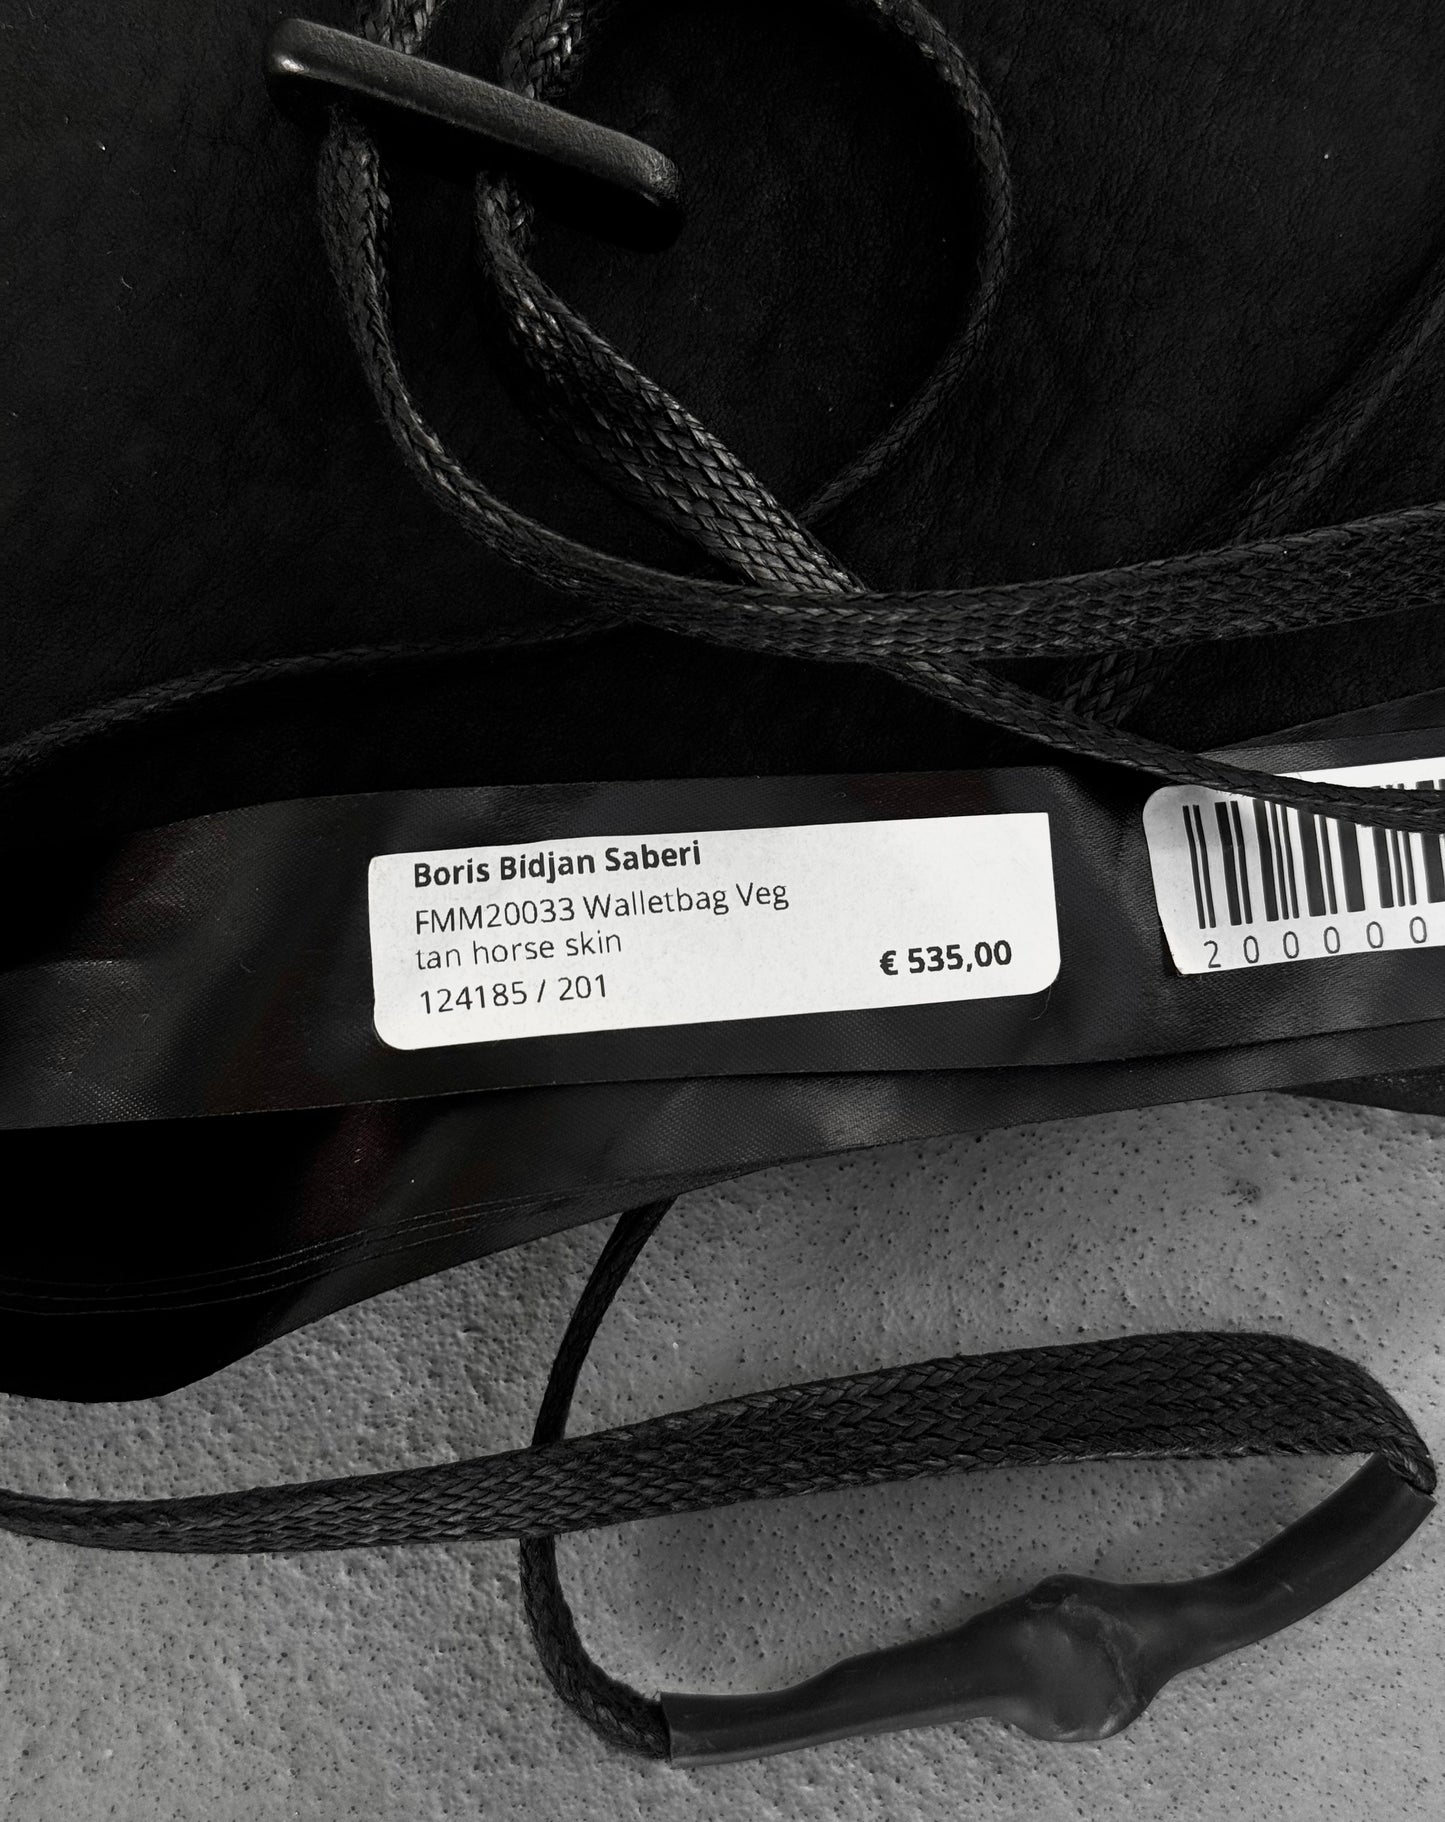 Boris Bidjan Saberi
FMM20033 Walletbag Veg
tan horse skin
124185 / 201
€ 535,00
200000